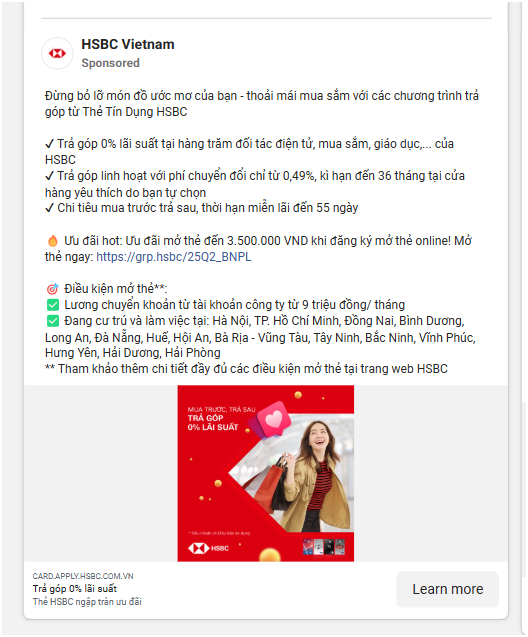 HSBC Vietnam
Sponsored
Đừng bỏ lỡ món đồ ước mơ của bạn - thoải mái mua sắm với các chương trình trả
góp từ Thẻ Tín Dụng HSBC
✓ Trả góp 0% lãi suất tại hàng trăm đối tác điện tử, mua sắm, giáo dục,... của
HSBC
✓ Trả góp linh hoạt với phí chuyển đổi chỉ từ 0,49%, kì hạn đến 36 tháng tại cửa
hàng yêu thích do bạn tự chọn
✓ Chi tiêu mua trước trả sau, thời hạn miễn lãi đến 55 ngày
🔥 Ưu đãi hot: Ưu đãi mở thẻ đến 3.500.000 VND khi đăng ký mở thẻ online! Mở
thẻ ngay: https://grp.hsbc/25Q2_BNPL
🎯 Điều kiện mở thẻ**:
✅ Lương chuyển khoản từ tài khoản công ty từ 9 triệu đồng/ tháng
✅ Đang cư trú và làm việc tại: Hà Nội, TP. Hồ Chí Minh, Đồng Nai, Bình Dương,
Long An, Đà Nẵng, Huế, Hội An, Bà Rịa - Vũng Tàu, Tây Ninh, Bắc Ninh, Vĩnh Phúc,
Hưng Yên, Hải Dương, Hải Phòng
** Tham khảo thêm chi tiết đầy đủ các điều kiện mở thẻ tại trang web HSBC
MUA TRƯỚC, TRẢ SAU
TRẢ GÓP
0% LÃI SUẤT
* Điều khoản và Điều kiện áp dụng
HSBC
CARD.APPLY.HSBC.COM.VN
Trả góp 0% lãi suất
Thẻ HSBC ngập tràn ưu đãi
Learn more